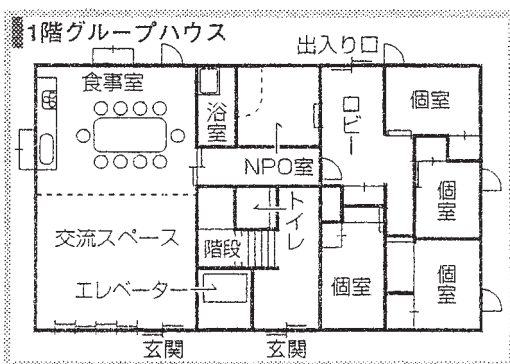 1階グループハウス
出入り口
食事室
浴室
ロビー
個室
NPO室
トイレ
個室
交流スペース
階段
エレベーター
個室
個室
玄関
玄関